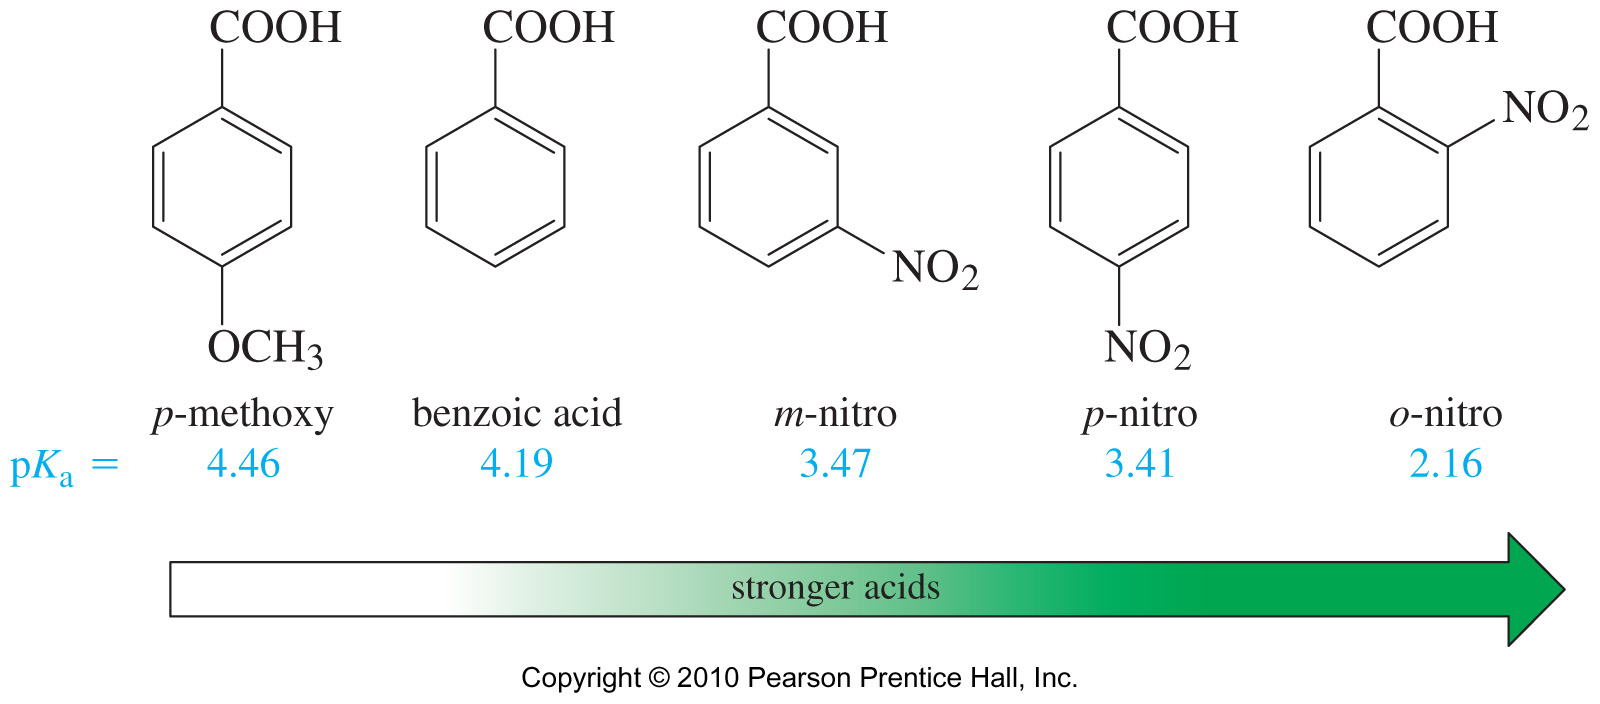 COOH COOH COOH COOH COOH
NO₂
NO₂
OCH₃ NO₂
p-methoxy benzoic acid m-nitro p-nitro o-nitro
pKₐ = 4.46 4.19 3.47 3.41 2.16
stronger acids
Copyright © 2010 Pearson Prentice Hall, Inc.